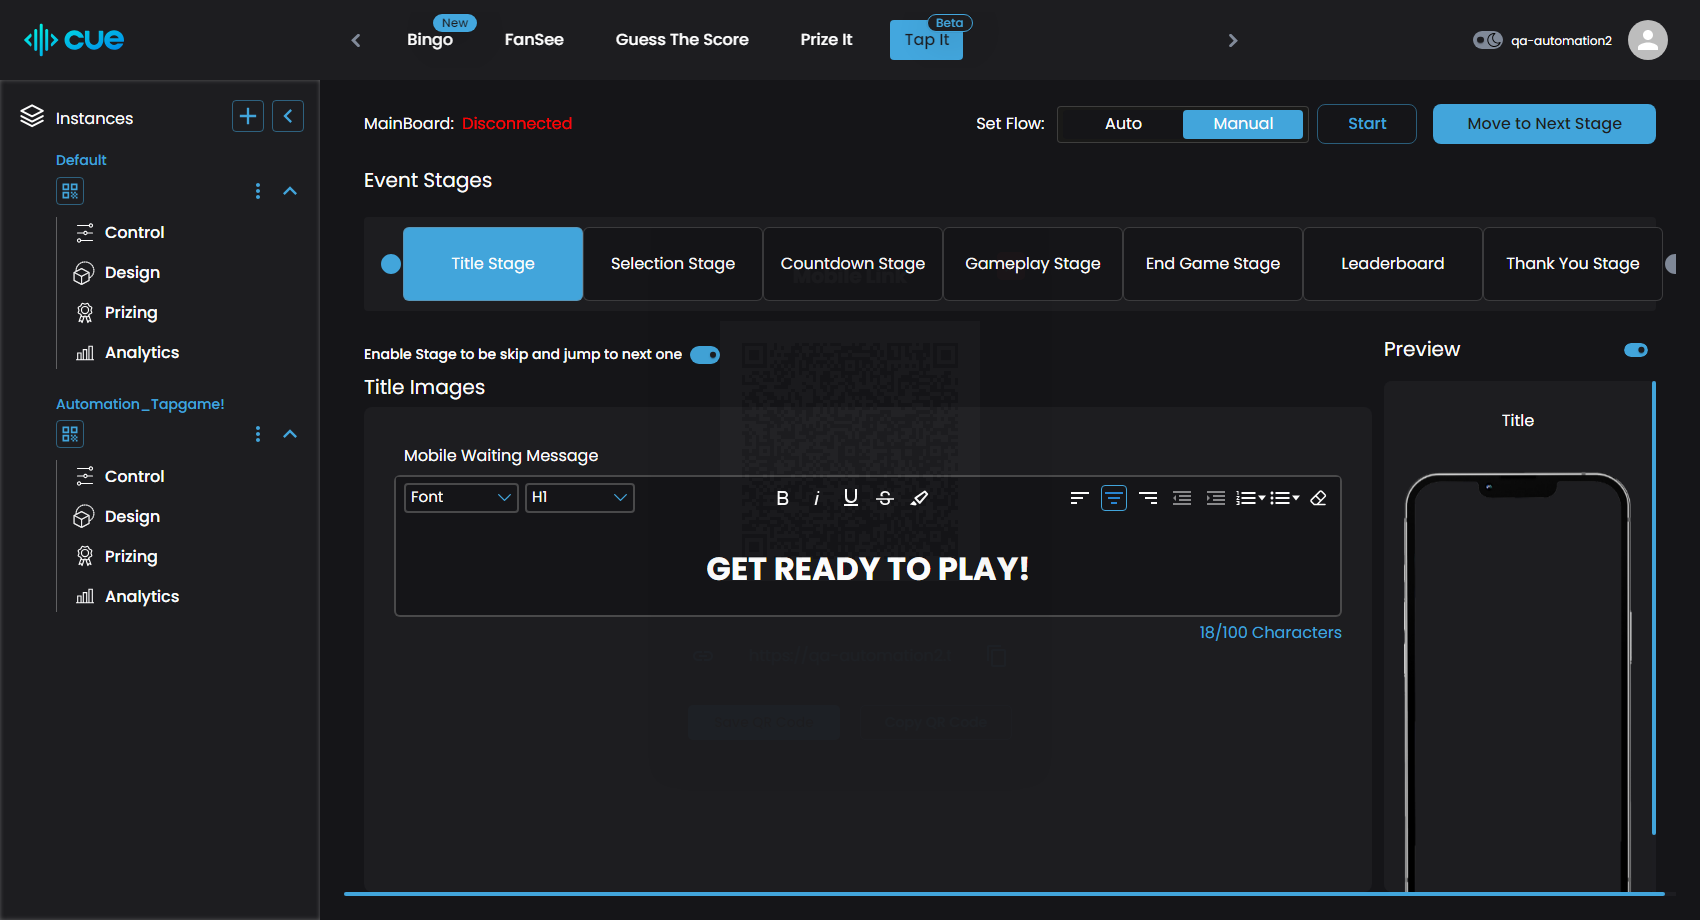 cue
Bingo
New
FanSee
Guess The Score
Prize It
Tap It
Beta
qa-automation2
Instances
Default
Control
Design
Prizing
Analytics
Automation_Tapgame!
Control
Design
Prizing
Analytics
MainBoard: Disconnected
Set Flow:
Auto
Manual
Start
Move to Next Stage
Event Stages
Title Stage
Selection Stage
Countdown Stage
Gameplay Stage
End Game Stage
Leaderboard
Thank You Stage
Enable Stage to be skip and jump to next one
Title Images
Mobile Waiting Message
Font
H1
B
i
U
S
GET READY TO PLAY!
18/100 Characters
Copy QR Code
Preview
Title